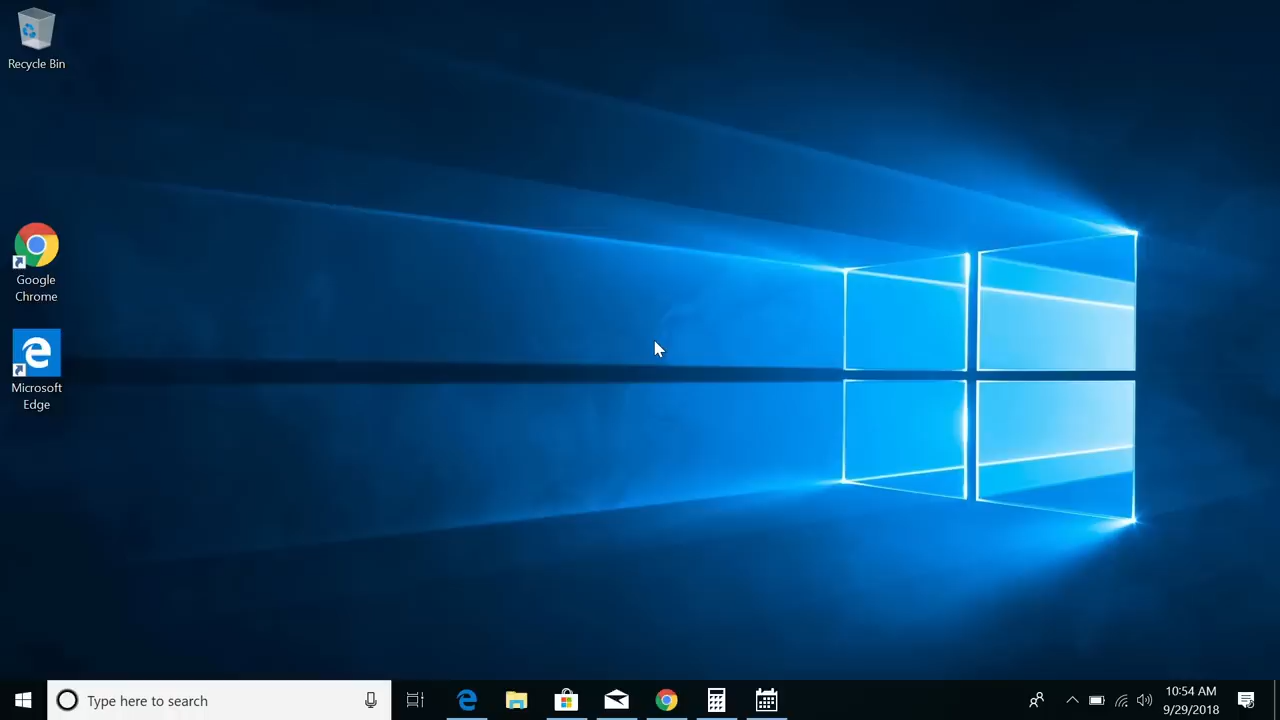 Recycle Bin
Google
Chrome
Microsoft
Edge
Type here to search
10:54 AM
9/29/2018